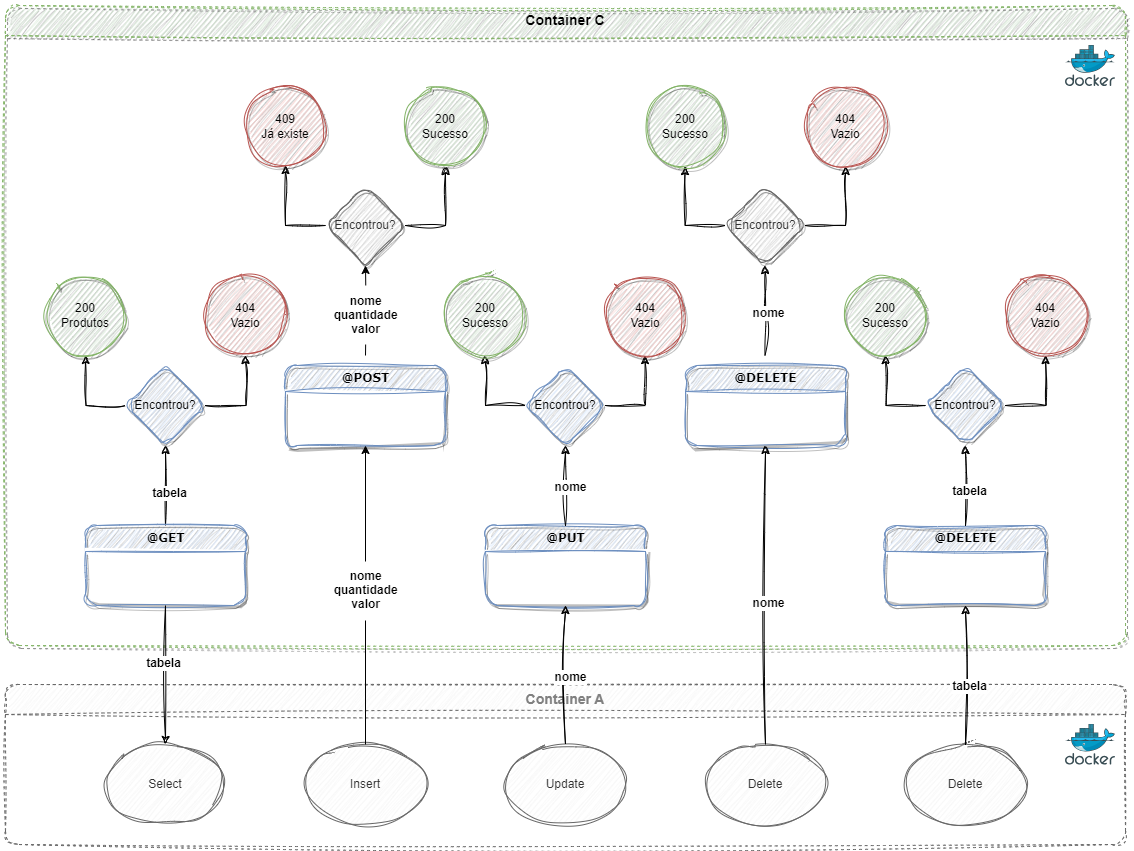 Container C
docker
409
Já existe
200
Sucesso
200
Sucesso
404
Vazio
Encontrou?
Encontrou?
200
Produtos
404
Vazio
nome
quantidade
valor
200
Sucesso
404
Vazio
nome
200
Sucesso
404
Vazio
Encontrou?
@POST
Encontrou?
@DELETE
Encontrou?
tabela
nome
tabela
@GET
@PUT
@DELETE
nome
quantidade
valor
nome
tabela
nome
tabela
Container A
docker
Select
Insert
Update
Delete
Delete